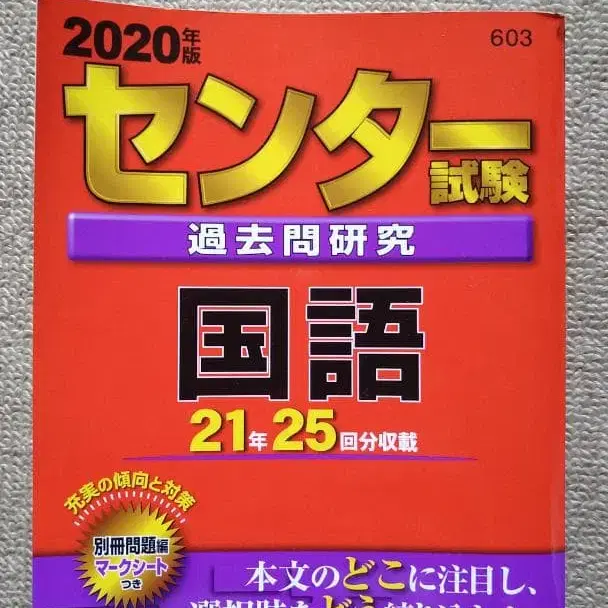 2020年版
603
センター試験
過去問研究
国語
21年25回分収載
充実の傾向と対策
別冊問題編
マークシート
つき
本文のどこに注目し、